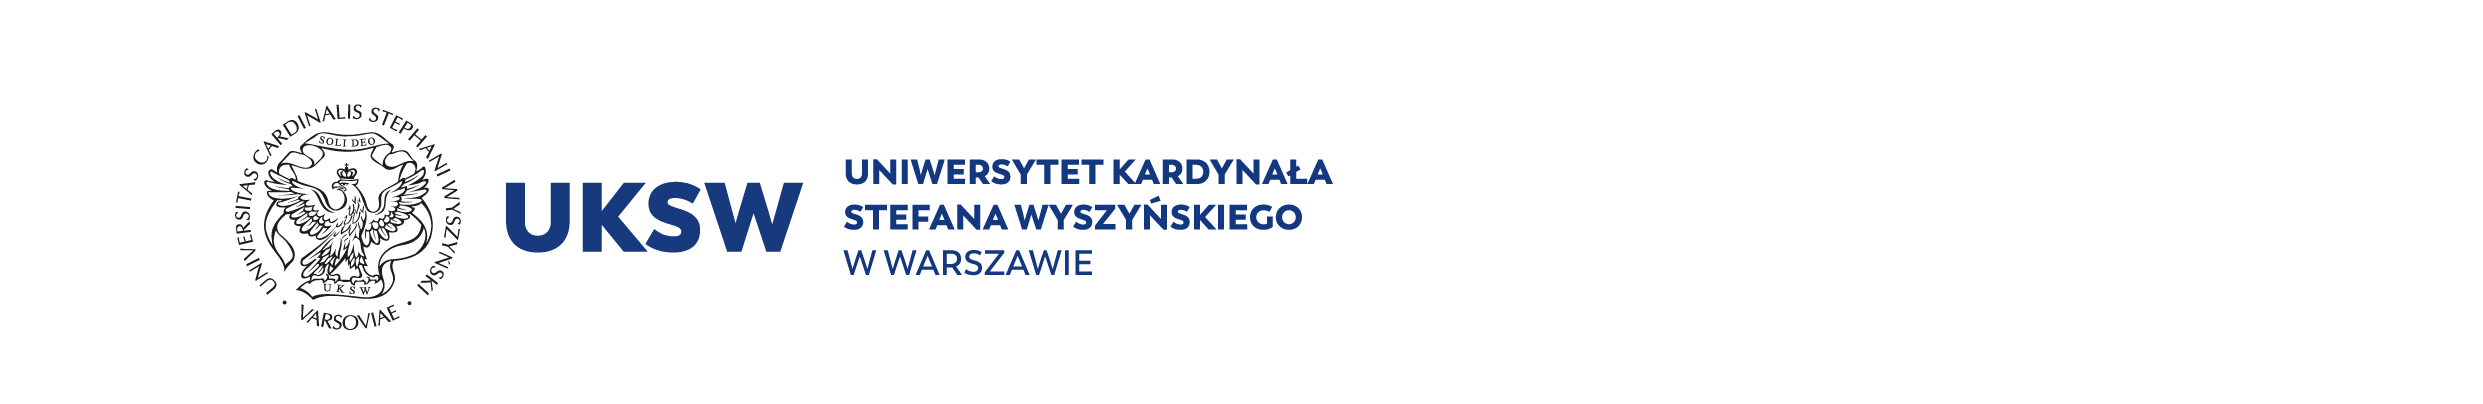 UNIVERSITAS CARDINALIS STEPHANI WYSZYŃSKI
• VARSOVIAE •
SOLI DEO
UKSW
UKSW
UNIWERSYTET KARDYNAŁA
STEFANA WYSZYŃSKIEGO
W WARSZAWIE